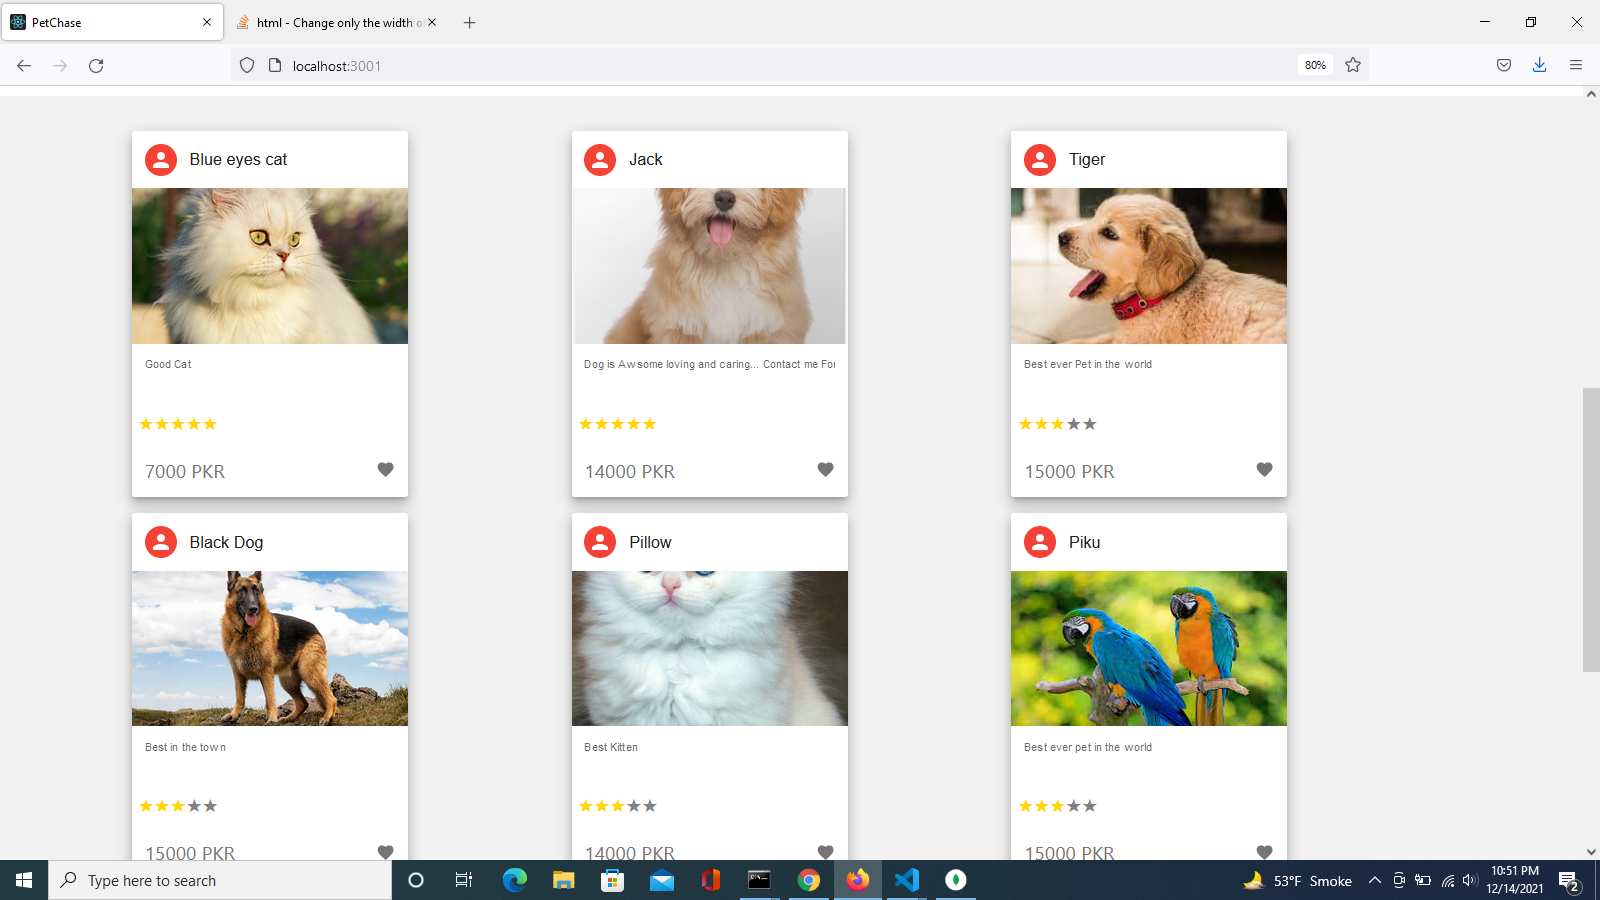 PetChase
html - Change only the width o
localhost:3001
80%
Blue eyes cat
Jack
Tiger
Good Cat
Dog is Awsome loving and caring... Contact me For
Best ever Pet in the world
7000 PKR
14000 PKR
15000 PKR
Black Dog
Pillow
Piku
Best in the town
Best Kitten
Best ever pet in the world
15000 PKR
14000 PKR
15000 PKR
Type here to search
53°F Smoke
10:51 PM
12/14/2021
2